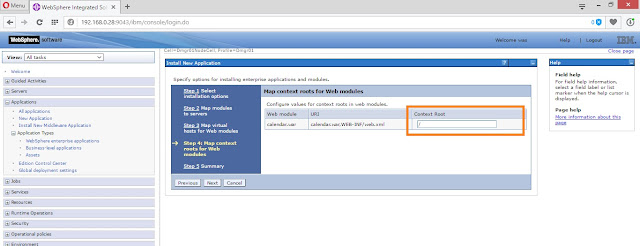 Menu
WebSphere Integrated Sol
192.168.0.28:9043/ibm/console/login.do
WebSphere. software
Welcome was
Help
Logout
IBM.
Cell=Dmgr01NodeCell, Profile=Dmgr01
Close page
View: All tasks
Welcome
Guided Activities
Servers
Applications
All applications
New Application
Install New Middleware Application
Application Types
WebSphere enterprise applications
Business-level applications
Assets
Edition Control Center
Global deployment settings
Jobs
Services
Resources
Runtime Operations
Security
Operational policies
Environment
Install New Application
Specify options for installing enterprise applications and modules.
Step 1 Select
installation options
Step 2 Map modules
to servers
Step 3 Map virtual
hosts for Web modules
Step 4: Map context
roots for Web
modules
Step 5 Summary
Map context roots for Web modules
Configure values for context roots in web modules.
Web module
URI
Context Root
calendar.war
calendar.war,WEB-INF/web.xml
/
Previous
Next
Cancel
Help
Field help
For field help information,
select a field label or list
marker when the help cursor is
displayed.
Page help
More information about this
page